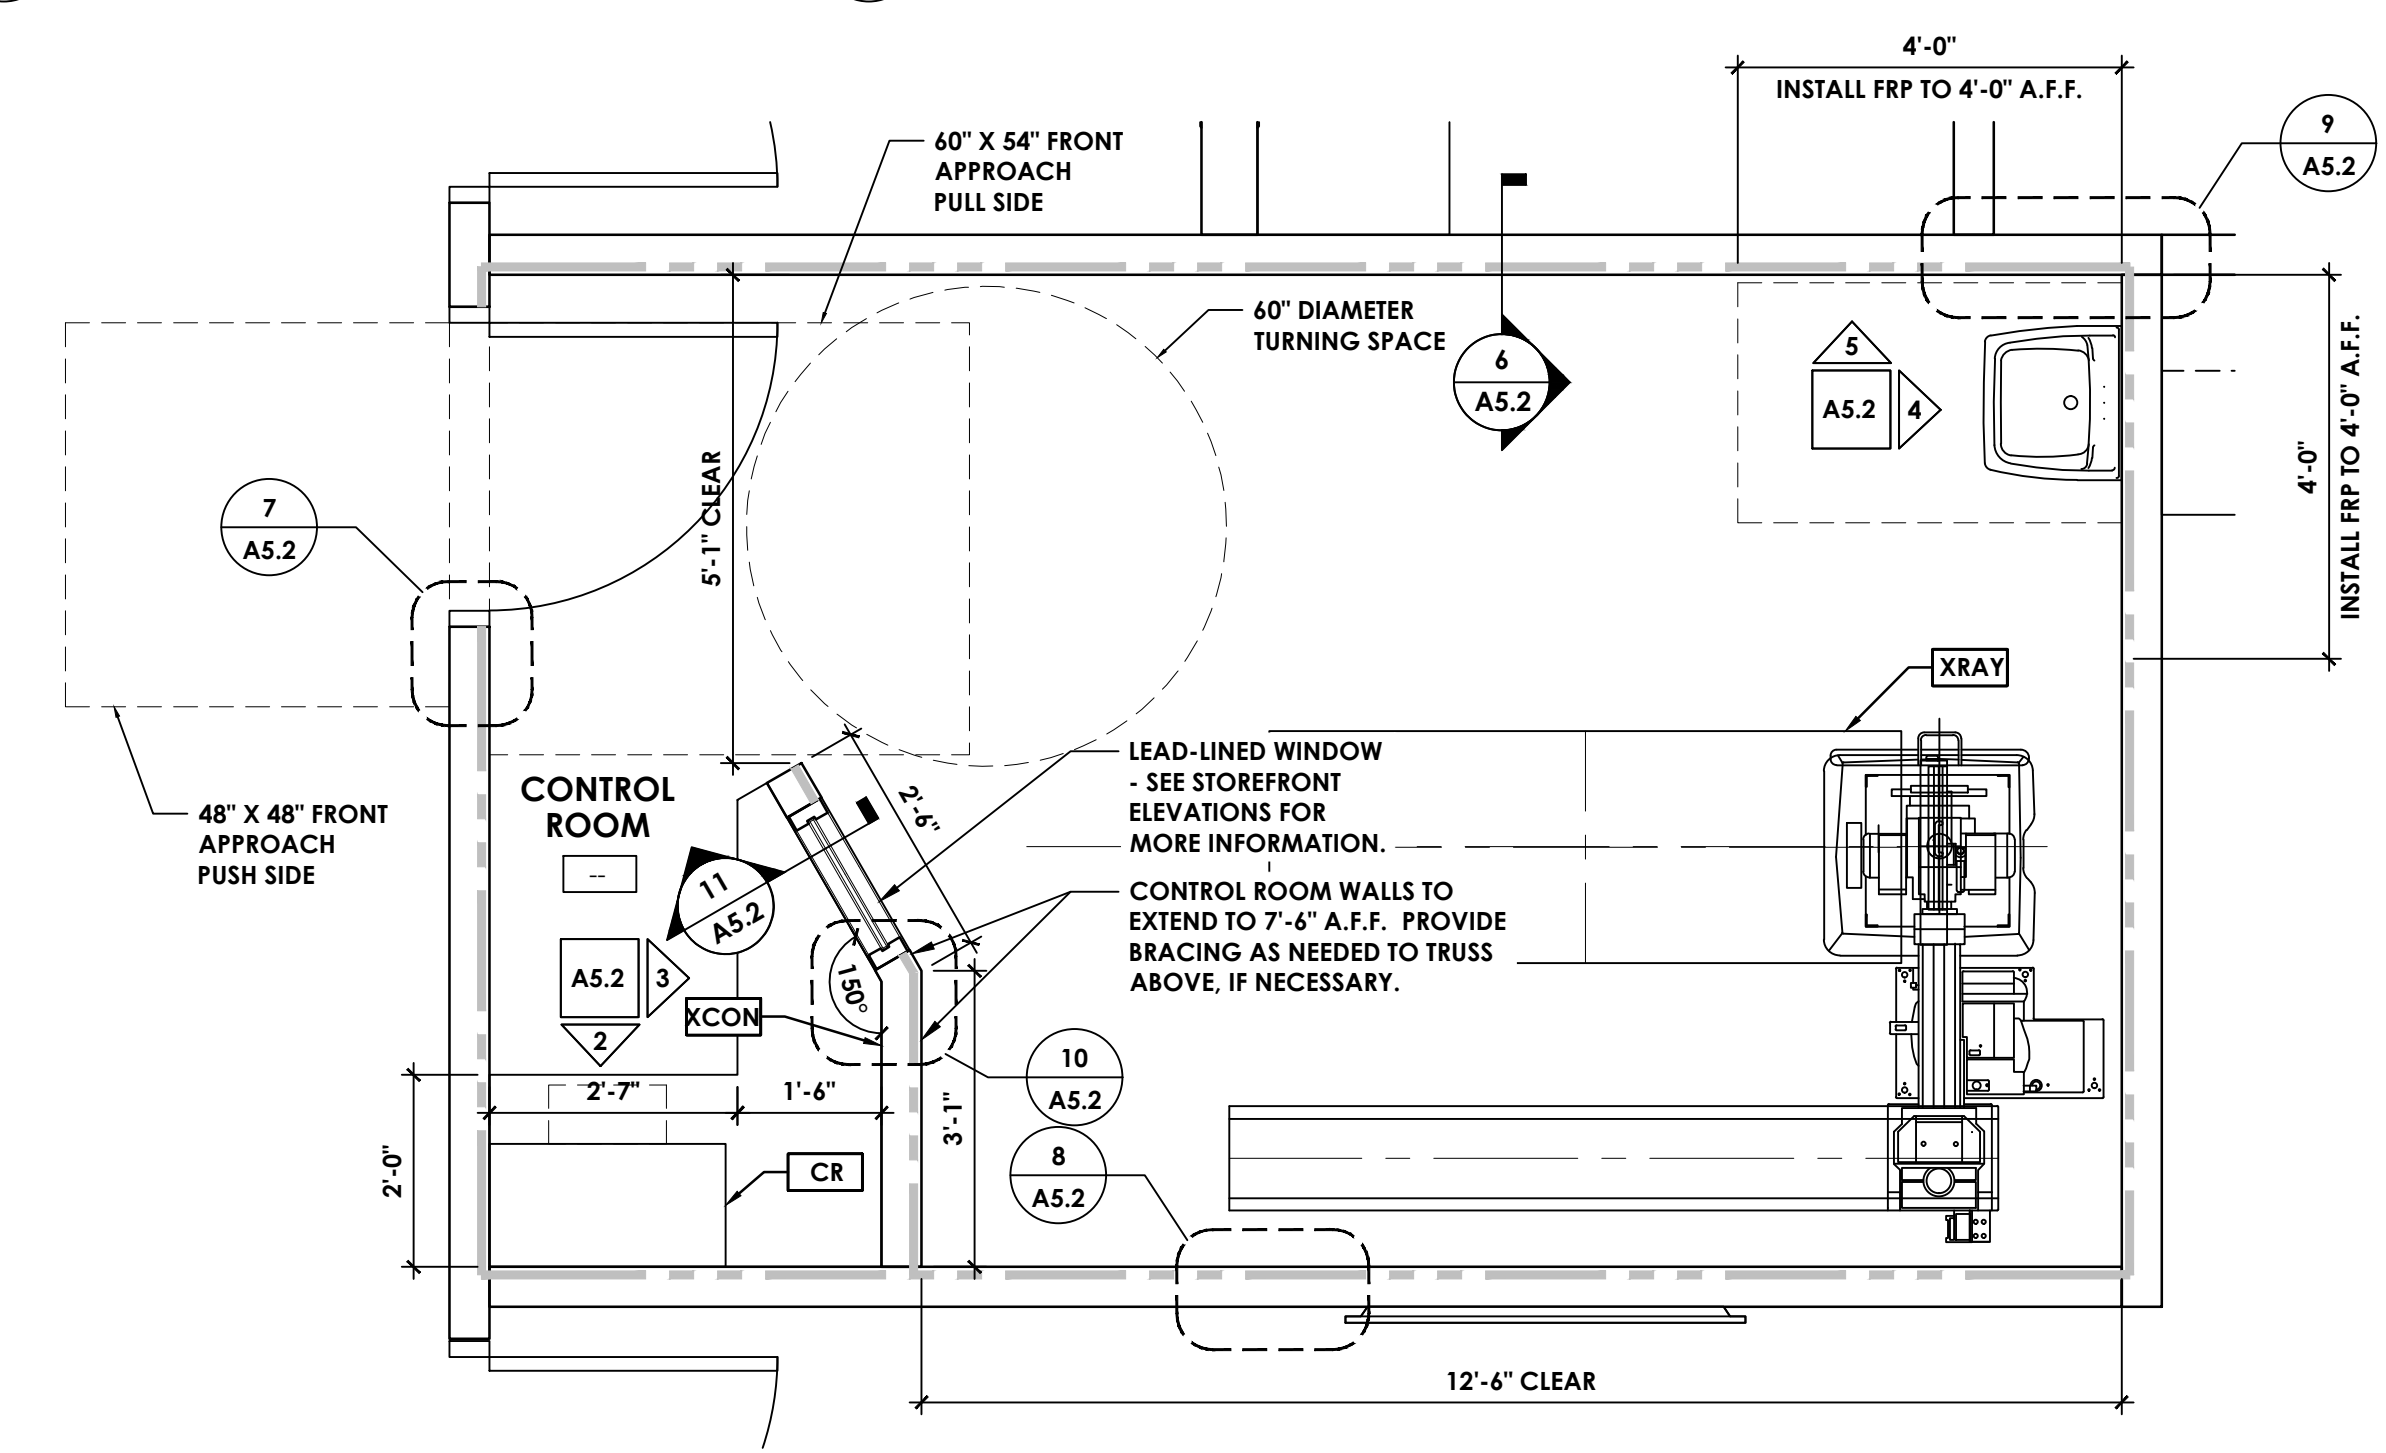 4'-0"
INSTALL FRP TO 4'-0" A.F.F.
9
A5.2
60" X 54" FRONT
APPROACH
PULL SIDE
60" DIAMETER
TURNING SPACE
6
A5.2
5
A5.2
4
4'-0"
INSTALL FRP TO 4'-0" A.F.F.
5'-1" CLEAR
7
A5.2
XRAY
48" X 48" FRONT
APPROACH
PUSH SIDE
CONTROL
ROOM
--
2'-6"
LEAD-LINED WINDOW
- SEE STOREFRONT
ELEVATIONS FOR
MORE INFORMATION.
CONTROL ROOM WALLS TO
EXTEND TO 7'-6" A.F.F.  PROVIDE
BRACING AS NEEDED TO TRUSS
ABOVE, IF NECESSARY.
11
A5.2
A5.2
3
2
150°
XCON
10
A5.2
2'-7"
1'-6"
3'-1"
2'-0"
CR
8
A5.2
12'-6" CLEAR